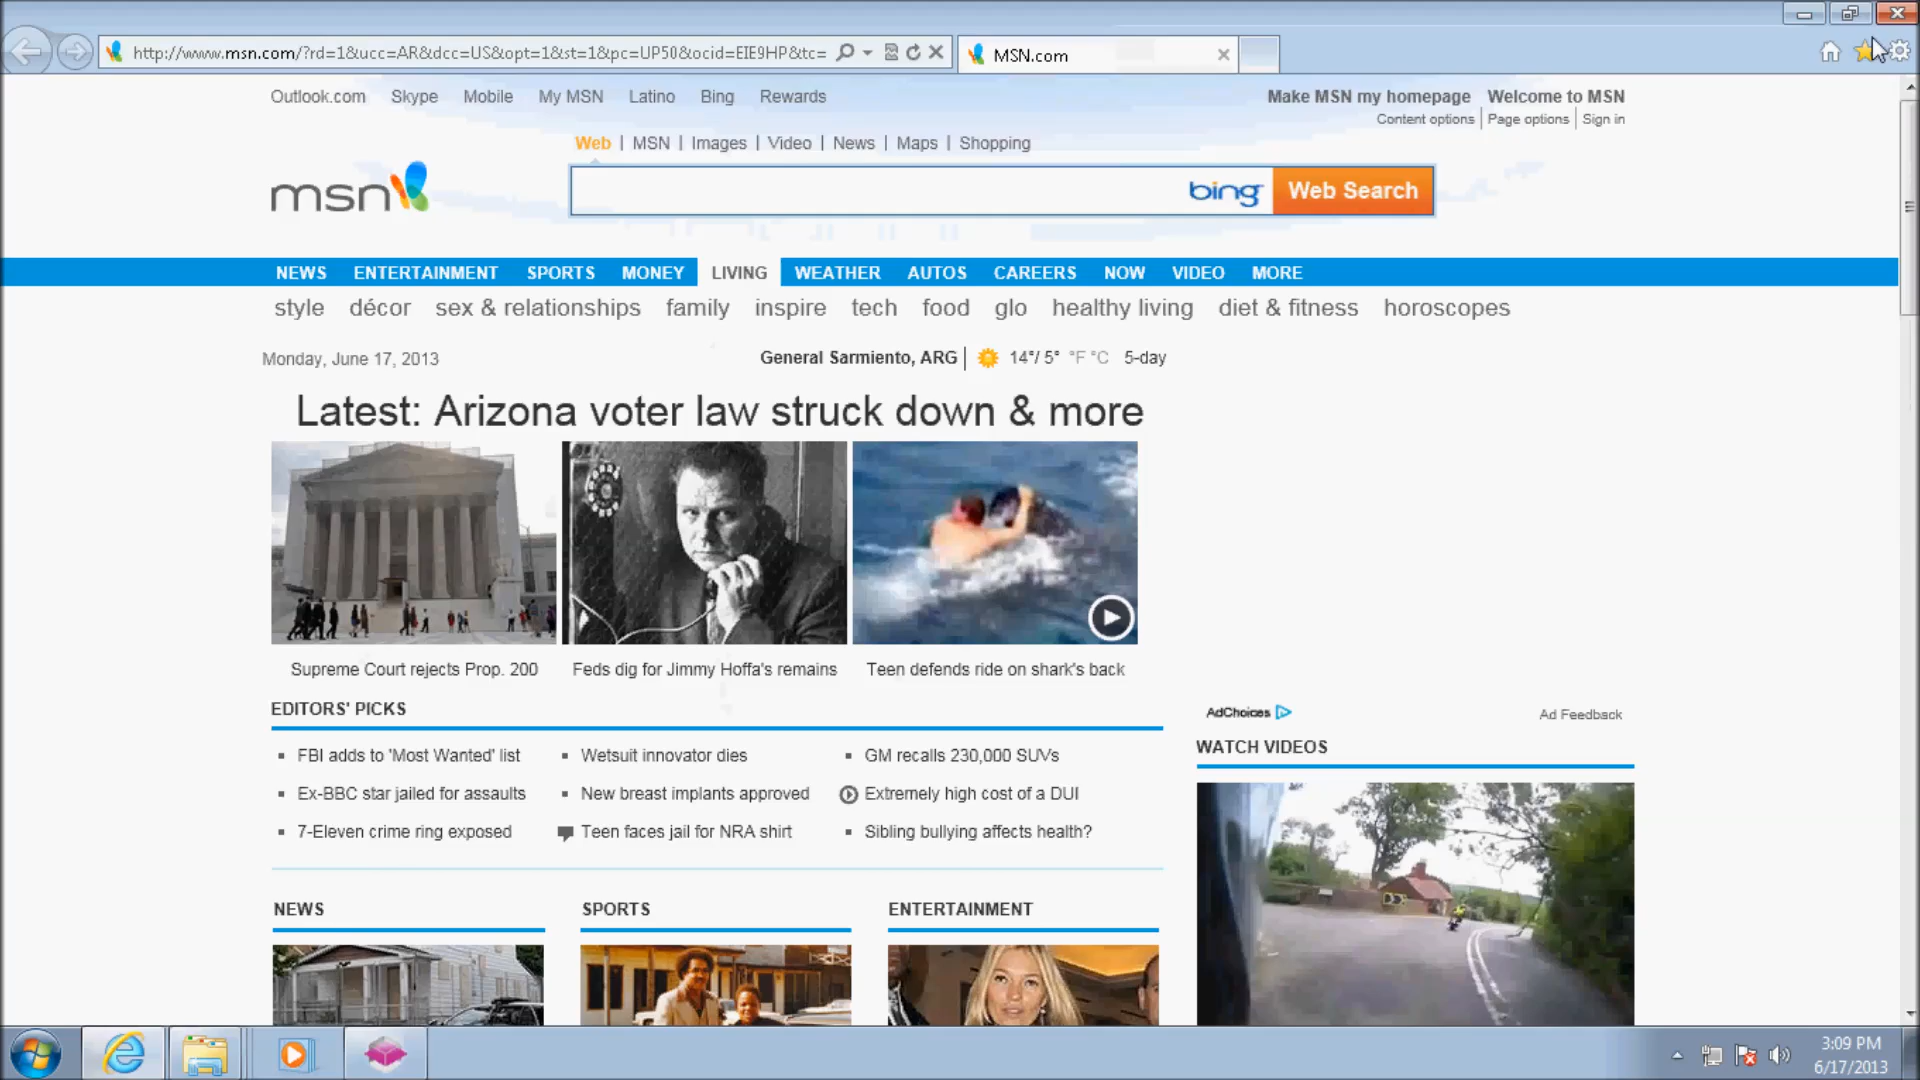 http://www.msn.com/?rd=1&ucc=AR&dcc=US&opt=1&st=1&pc=UP50&ocid=EIE9HP&tc=
MSN.com
Outlook.com Skype Mobile My MSN Latino Bing Rewards
Make MSN my homepage Welcome to MSN
Content options Page options Sign in
Web | MSN | Images | Video | News | Maps | Shopping
msn
bing Web Search
NEWS ENTERTAINMENT SPORTS MONEY LIVING WEATHER AUTOS CAREERS NOW VIDEO MORE
style décor sex & relationships family inspire tech food glo healthy living diet & fitness horoscopes
Monday, June 17, 2013
General Sarmiento, ARG | 14°/ 5° °F °C 5-day
Latest: Arizona voter law struck down & more
Supreme Court rejects Prop. 200
Feds dig for Jimmy Hoffa's remains
Teen defends ride on shark's back
EDITORS' PICKS
FBI adds to 'Most Wanted' list
Wetsuit innovator dies
GM recalls 230,000 SUVs
Ex-BBC star jailed for assaults
New breast implants approved
Extremely high cost of a DUI
7-Eleven crime ring exposed
Teen faces jail for NRA shirt
Sibling bullying affects health?
AdChoices
Ad Feedback
WATCH VIDEOS
NEWS
SPORTS
ENTERTAINMENT
3:09 PM
6/17/2013